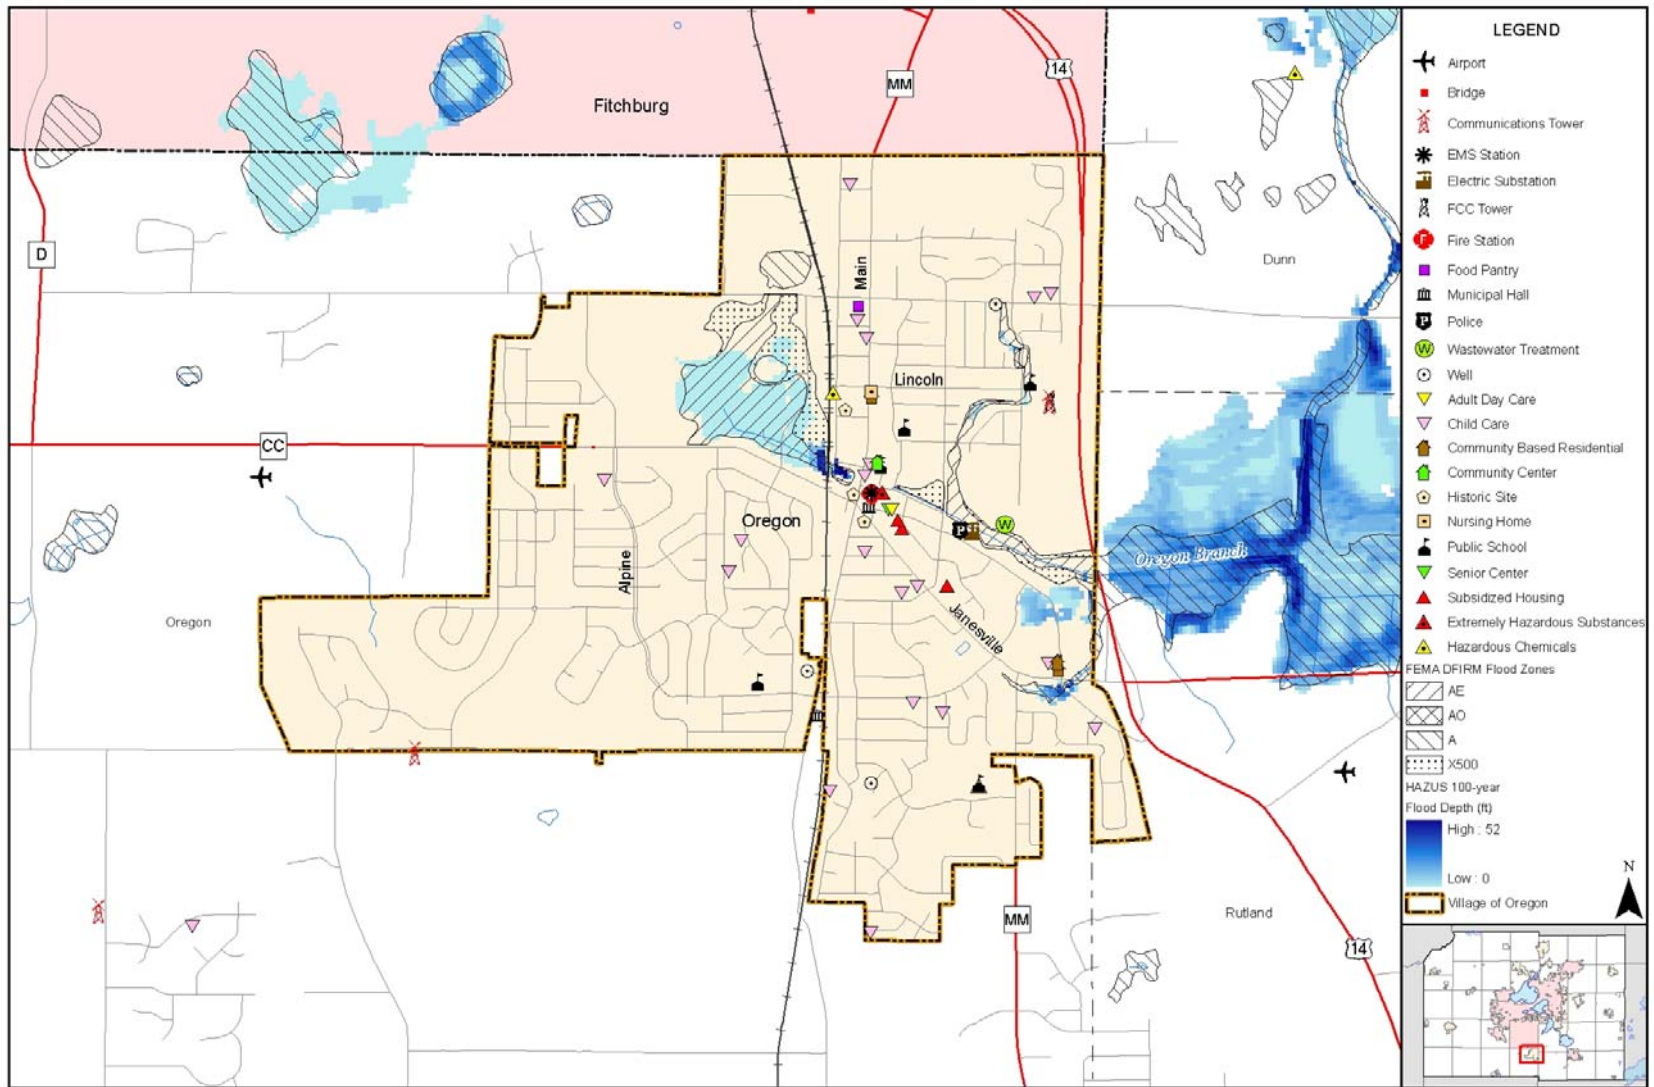 14
MM
Fitchburg
D
Main
Dunn
Lincoln
CC
Oregon
Oregon Branch
Alpine
Oregon
Janesville
MM
Rutland
14
LEGEND
Airport
Bridge
Communications Tower
EMS Station
Electric Substation
FCC Tower
F
Fire Station
Food Pantry
Municipal Hall
P
Police
W
Wastewater Treatment
Well
Adult Day Care
Child Care
Community Based Residential
Community Center
Historic Site
Nursing Home
Public School
Senior Center
Subsidized Housing
Extremely Hazardous Substances
Hazardous Chemicals
FEMA DFIRM Flood Zones
AE
AO
A
X500
HAZUS 100-year
Flood Depth (ft)
High : 52
Low : 0
Village of Oregon
N
P
W